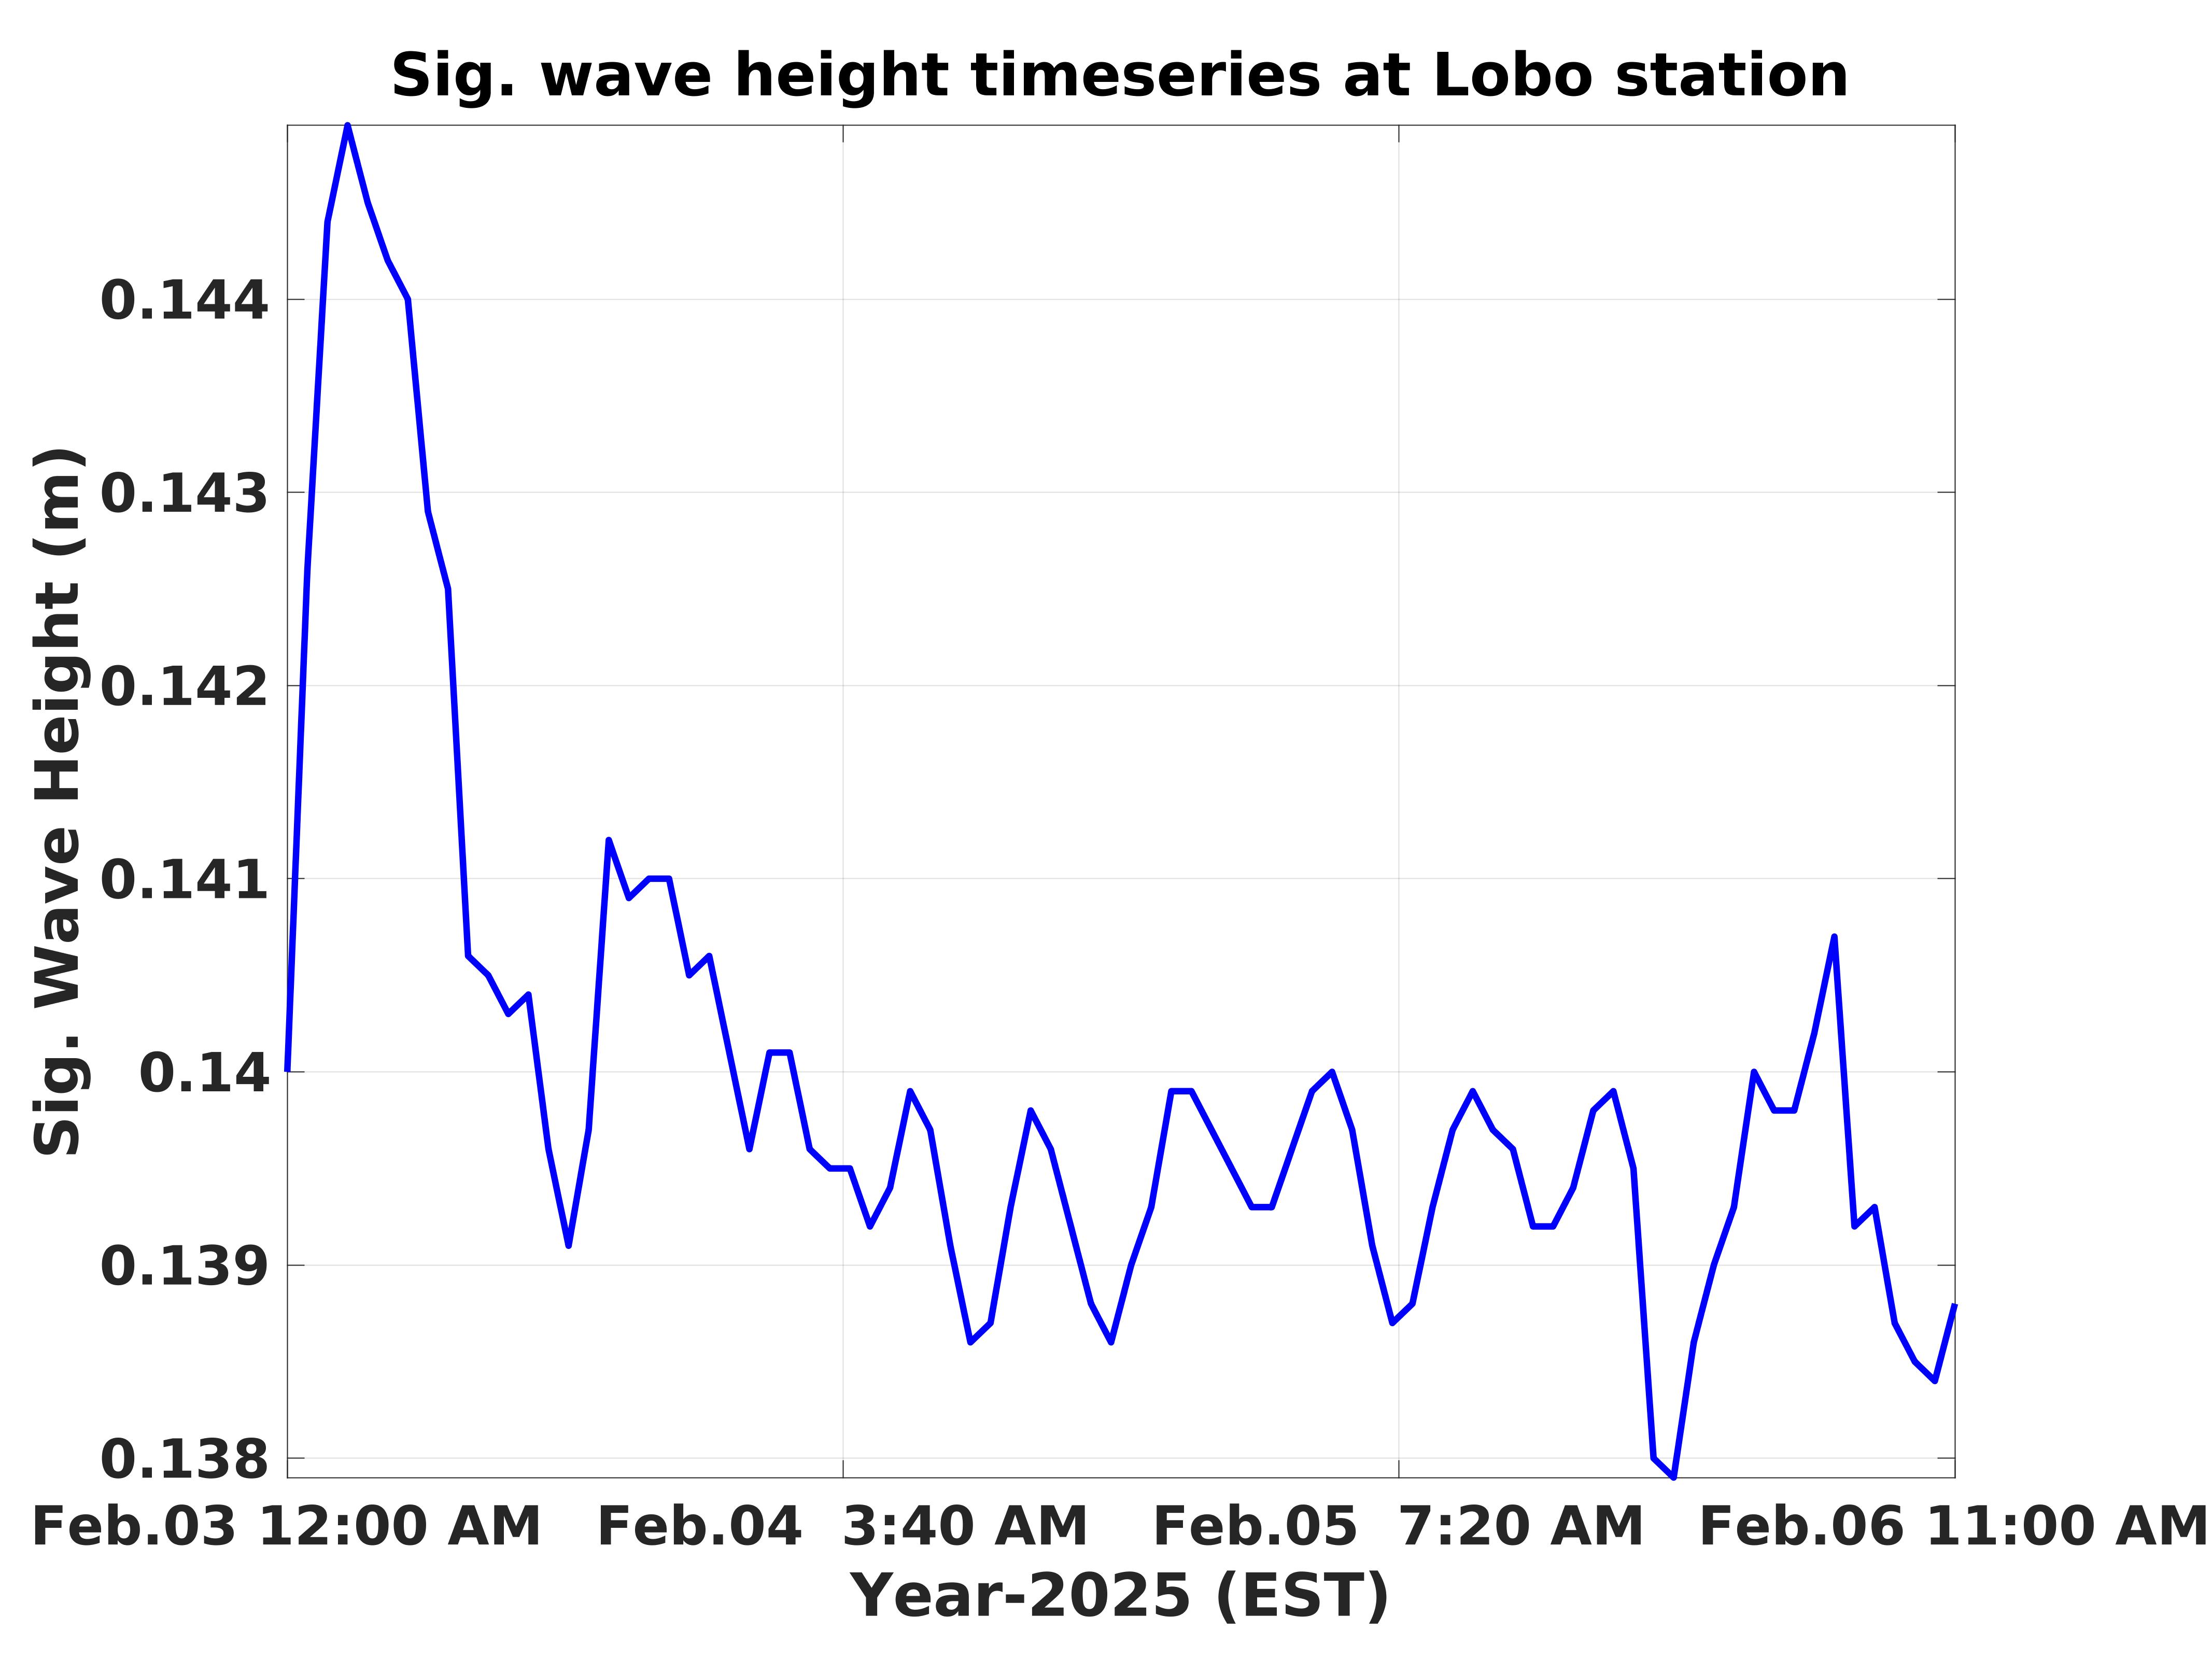 Sig. wave height timeseries at Lobo station
Sig. Wave Height (m)
0.144
0.143
0.142
0.141
0.14
0.139
0.138
Feb.03 12:00 AM Feb.04 3:40 AM Feb.05 7:20 AM Feb.06 11:00 AM
Year-2025 (EST)